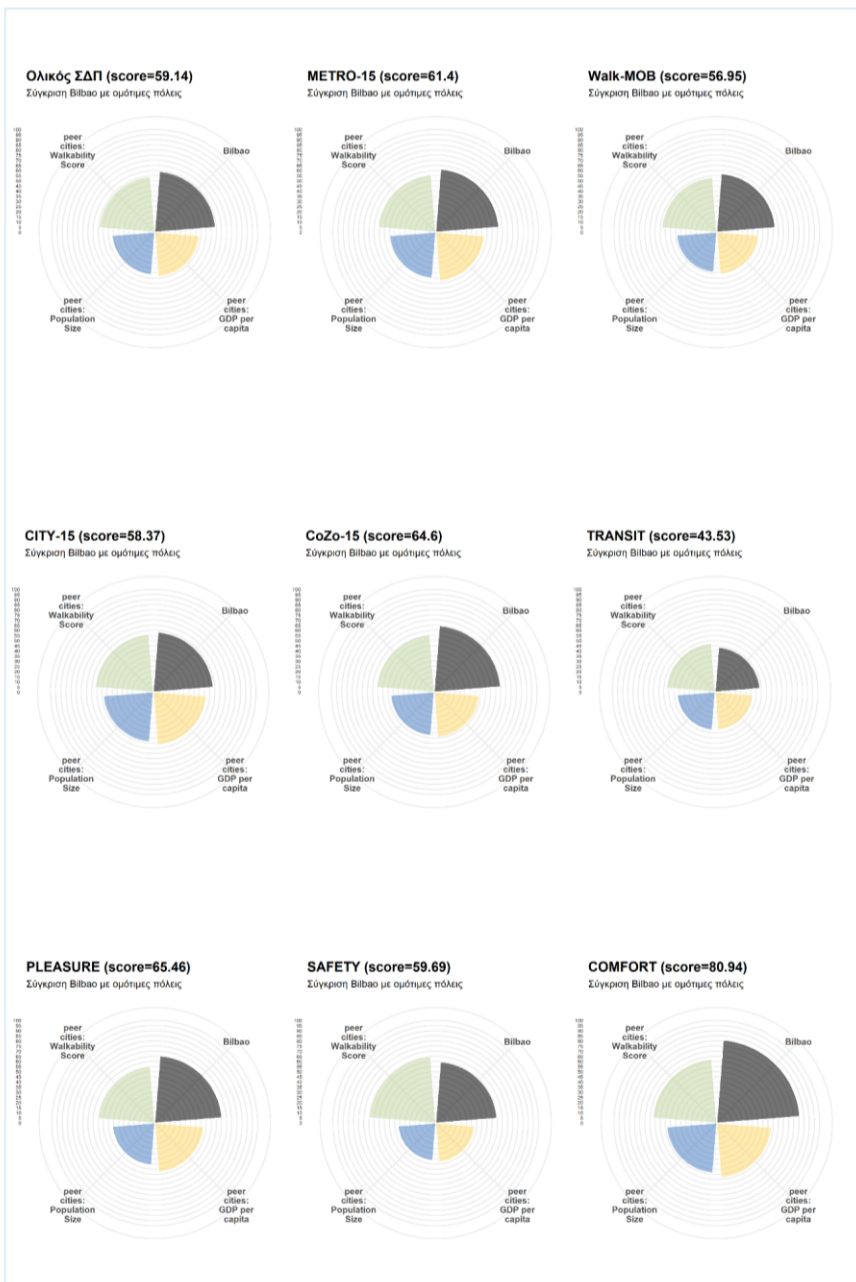 Ολικός ΣΔΠ (score=59.14)
Σύγκριση Bilbao με ομότιμες πόλεις
peer
cities:
Walkability
Score
Bilbao
peer
cities:
Population
Size
peer
cities:
GDP per
capita
METRO-15 (score=61.4)
Σύγκριση Bilbao με ομότιμες πόλεις
peer
cities:
Walkability
Score
Bilbao
peer
cities:
Population
Size
peer
cities:
GDP per
capita
Walk-MOB (score=56.95)
Σύγκριση Bilbao με ομότιμες πόλεις
peer
cities:
Walkability
Score
Bilbao
peer
cities:
Population
Size
peer
cities:
GDP per
capita
CITY-15 (score=58.37)
Σύγκριση Bilbao με ομότιμες πόλεις
peer
cities:
Walkability
Score
Bilbao
peer
cities:
Population
Size
peer
cities:
GDP per
capita
CoZo-15 (score=64.6)
Σύγκριση Bilbao με ομότιμες πόλεις
peer
cities:
Walkability
Score
Bilbao
peer
cities:
Population
Size
peer
cities:
GDP per
capita
TRANSIT (score=43.53)
Σύγκριση Bilbao με ομότιμες πόλεις
peer
cities:
Walkability
Score
Bilbao
peer
cities:
Population
Size
peer
cities:
GDP per
capita
PLEASURE (score=65.46)
Σύγκριση Bilbao με ομότιμες πόλεις
peer
cities:
Walkability
Score
Bilbao
peer
cities:
Population
Size
peer
cities:
GDP per
capita
SAFETY (score=59.69)
Σύγκριση Bilbao με ομότιμες πόλεις
peer
cities:
Walkability
Score
Bilbao
peer
cities:
Population
Size
peer
cities:
GDP per
capita
COMFORT (score=80.94)
Σύγκριση Bilbao με ομότιμες πόλεις
peer
cities:
Walkability
Score
Bilbao
peer
cities:
Population
Size
peer
cities:
GDP per
capita